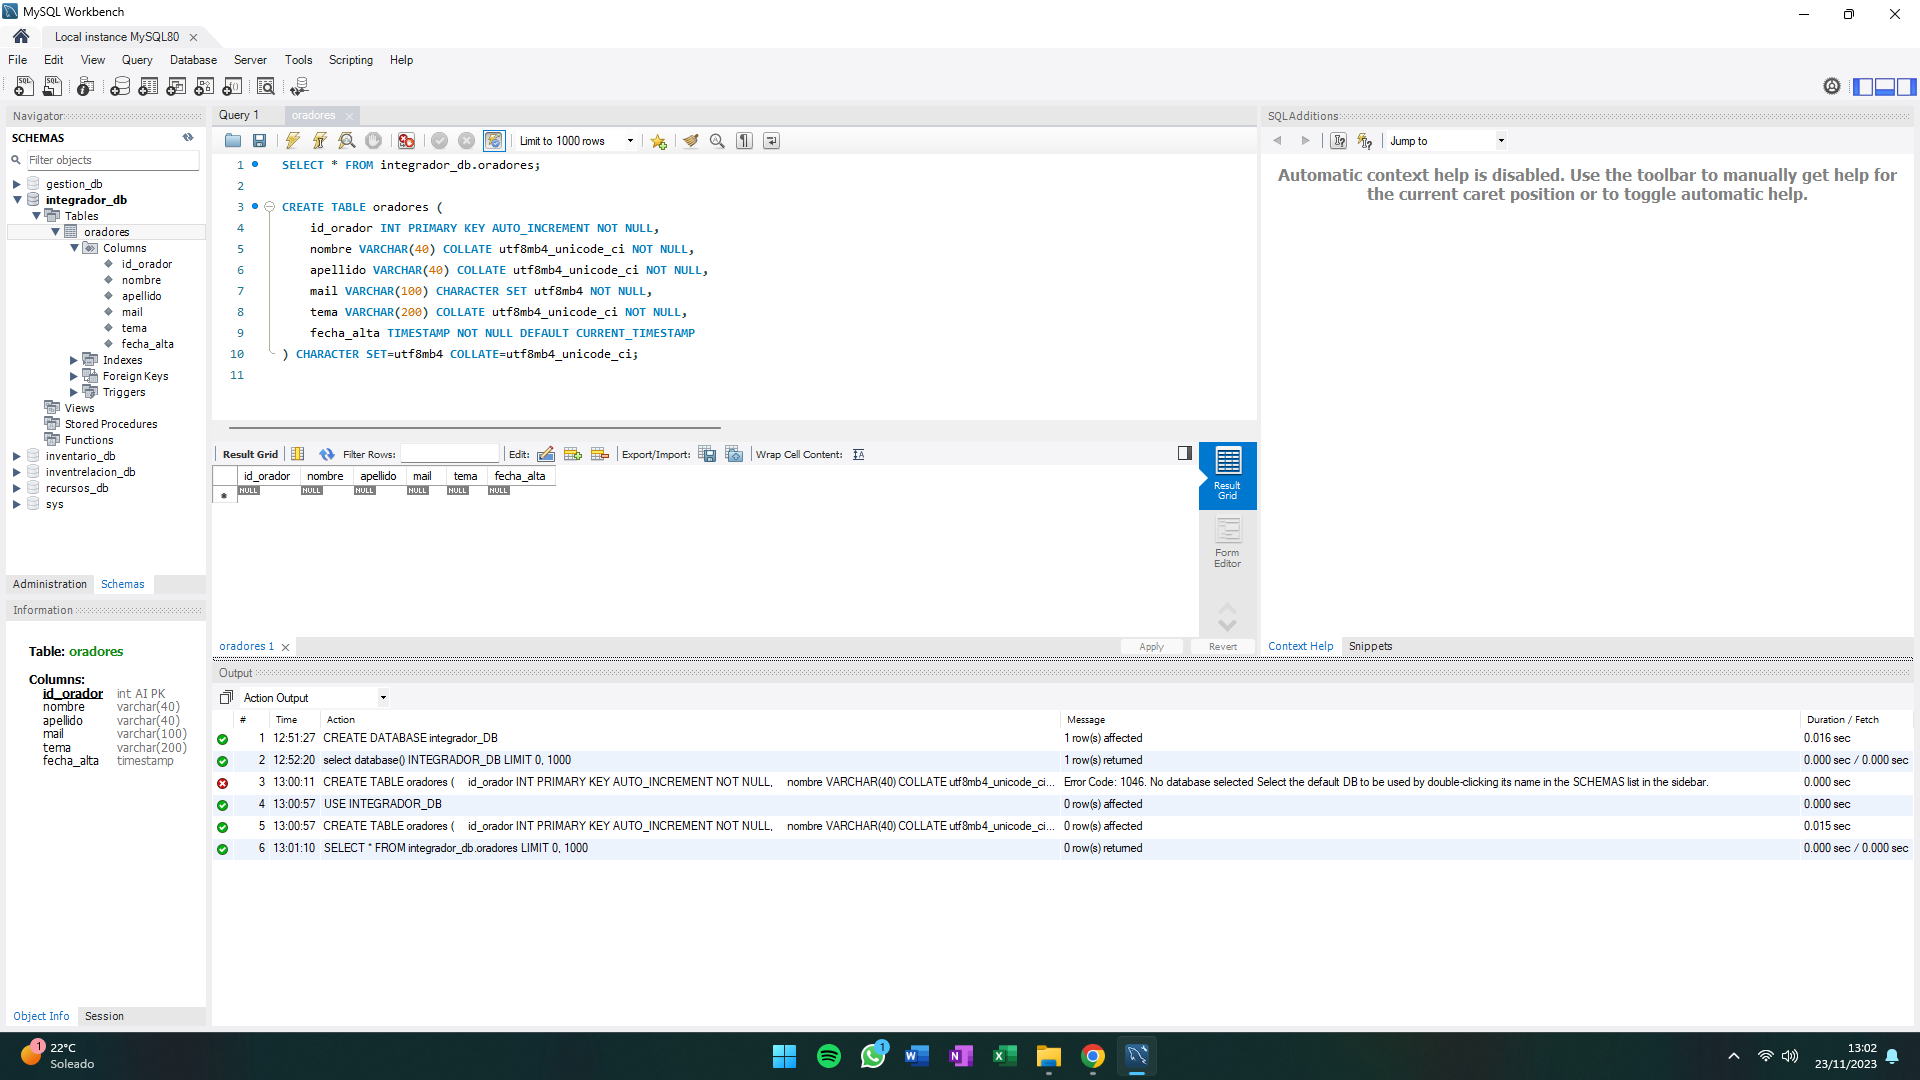 MySQL Workbench
Local instance MySQL80
File Edit View Query Database Server Tools Scripting Help
Navigator
SCHEMAS
Filter objects
gestion_db
integrador_db
Tables
oradores
Columns
id_orador
nombre
apellido
mail
tema
fecha_alta
Indexes
Foreign Keys
Triggers
Views
Stored Procedures
Functions
inventario_db
inventrelacion_db
recursos_db
sys
Administration Schemas
Information
Table: oradores
Columns:
id_orador int AI PK
nombre varchar(40)
apellido varchar(40)
mail varchar(100)
tema varchar(200)
fecha_alta timestamp
Object Info Session
Query 1 oradores
Limit to 1000 rows
1 SELECT * FROM integrador_db.oradores;
2
3 CREATE TABLE oradores (
4 id_orador INT PRIMARY KEY AUTO_INCREMENT NOT NULL,
5 nombre VARCHAR(40) COLLATE utf8mb4_unicode_ci NOT NULL,
6 apellido VARCHAR(40) COLLATE utf8mb4_unicode_ci NOT NULL,
7 mail VARCHAR(100) CHARACTER SET utf8mb4 NOT NULL,
8 tema VARCHAR(200) COLLATE utf8mb4_unicode_ci NOT NULL,
9 fecha_alta TIMESTAMP NOT NULL DEFAULT CURRENT_TIMESTAMP
10 ) CHARACTER SET=utf8mb4 COLLATE=utf8mb4_unicode_ci;
11
Result Grid Filter Rows: Edit: Export/Import: Wrap Cell Content:
id_orador nombre apellido mail tema fecha_alta
NULL NULL NULL NULL NULL NULL
Result Grid
Form Editor
oradores 1 Apply Revert
SQLAdditions
Jump to
Automatic context help is disabled. Use the toolbar to manually get help for
the current caret position or to toggle automatic help.
Context Help Snippets
Output
Action Output
# Time Action Message Duration / Fetch
1 12:51:27 CREATE DATABASE integrador_DB 1 row(s) affected 0.016 sec
2 12:52:20 select database() INTEGRADOR_DB LIMIT 0, 1000 1 row(s) returned 0.000 sec / 0.000 sec
3 13:00:11 CREATE TABLE oradores ( id_orador INT PRIMARY KEY AUTO_INCREMENT NOT NULL, nombre VARCHAR(40) COLLATE utf8mb4_unicode_ci... Error Code: 1046. No database selected Select the default DB to be used by double-clicking its name in the SCHEMAS list in the sidebar. 0.000 sec
4 13:00:57 USE INTEGRADOR_DB 0 row(s) affected 0.000 sec
5 13:00:57 CREATE TABLE oradores ( id_orador INT PRIMARY KEY AUTO_INCREMENT NOT NULL, nombre VARCHAR(40) COLLATE utf8mb4_unicode_ci... 0 row(s) affected 0.015 sec
6 13:01:10 SELECT * FROM integrador_db.oradores LIMIT 0, 1000 0 row(s) returned 0.000 sec / 0.000 sec
1
22°C
Soleado
1
13:02
23/11/2023